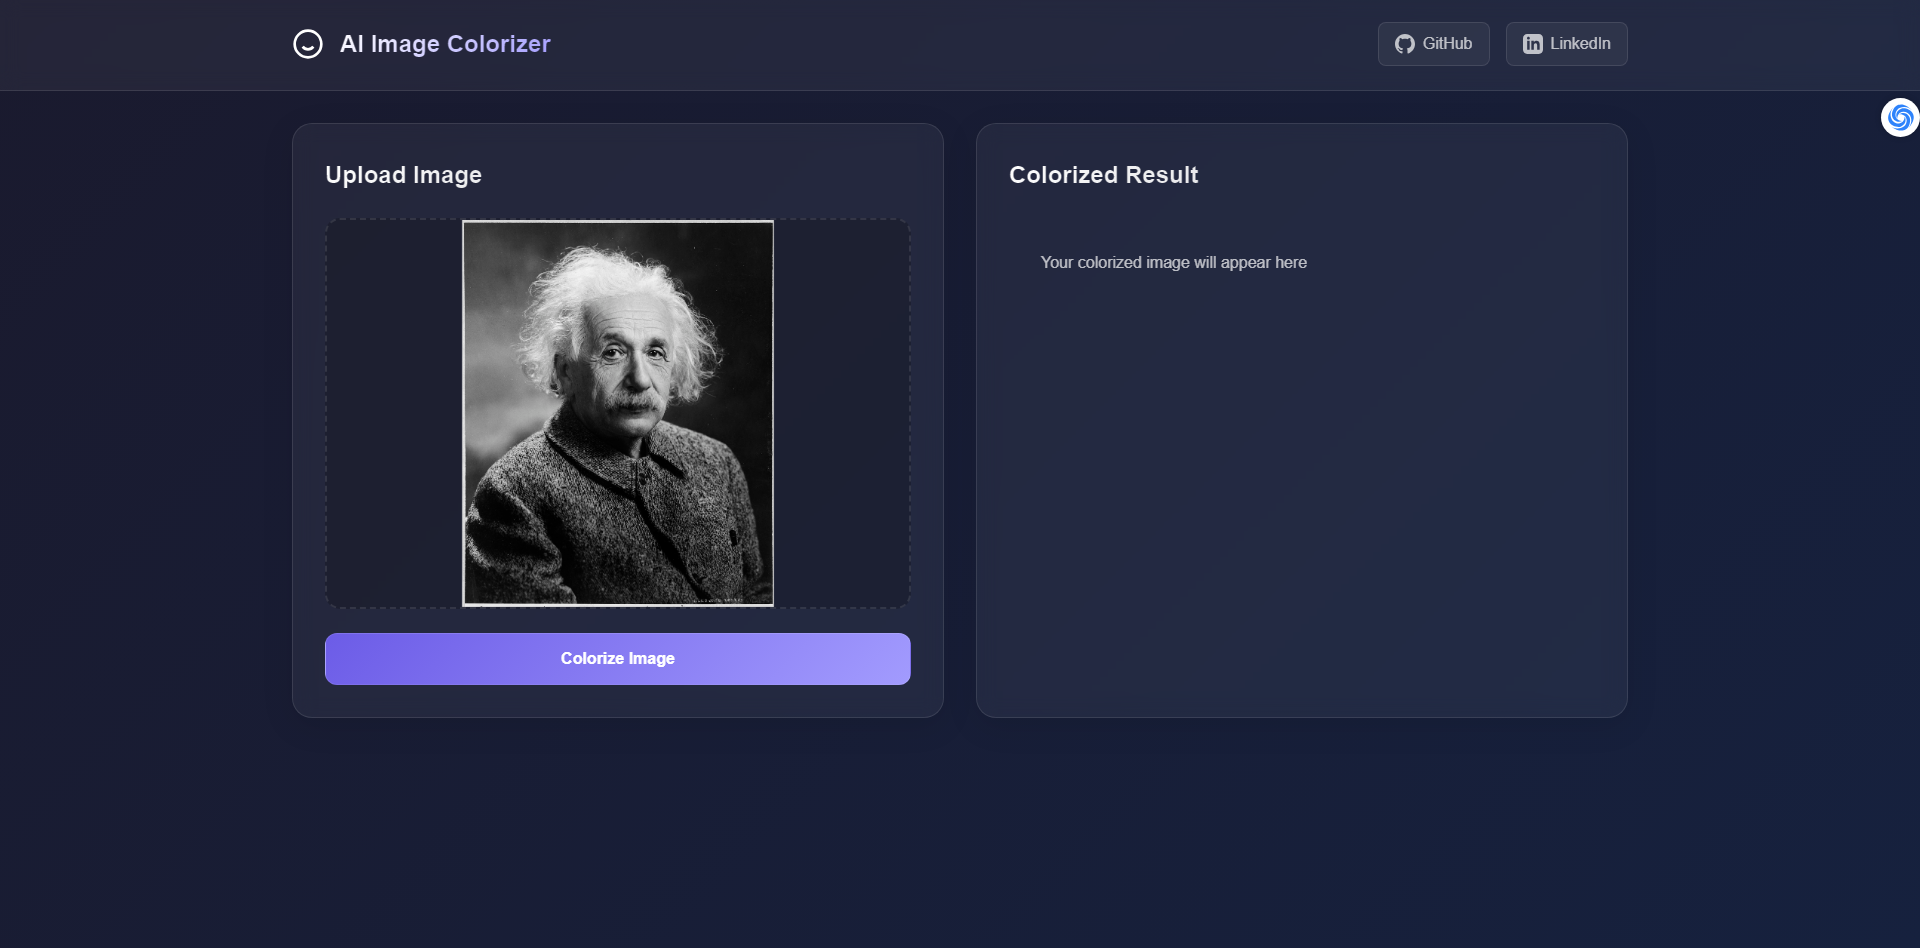 AI Image Colorizer
GitHub
LinkedIn
Upload Image
Colorize Image
Colorized Result
Your colorized image will appear here